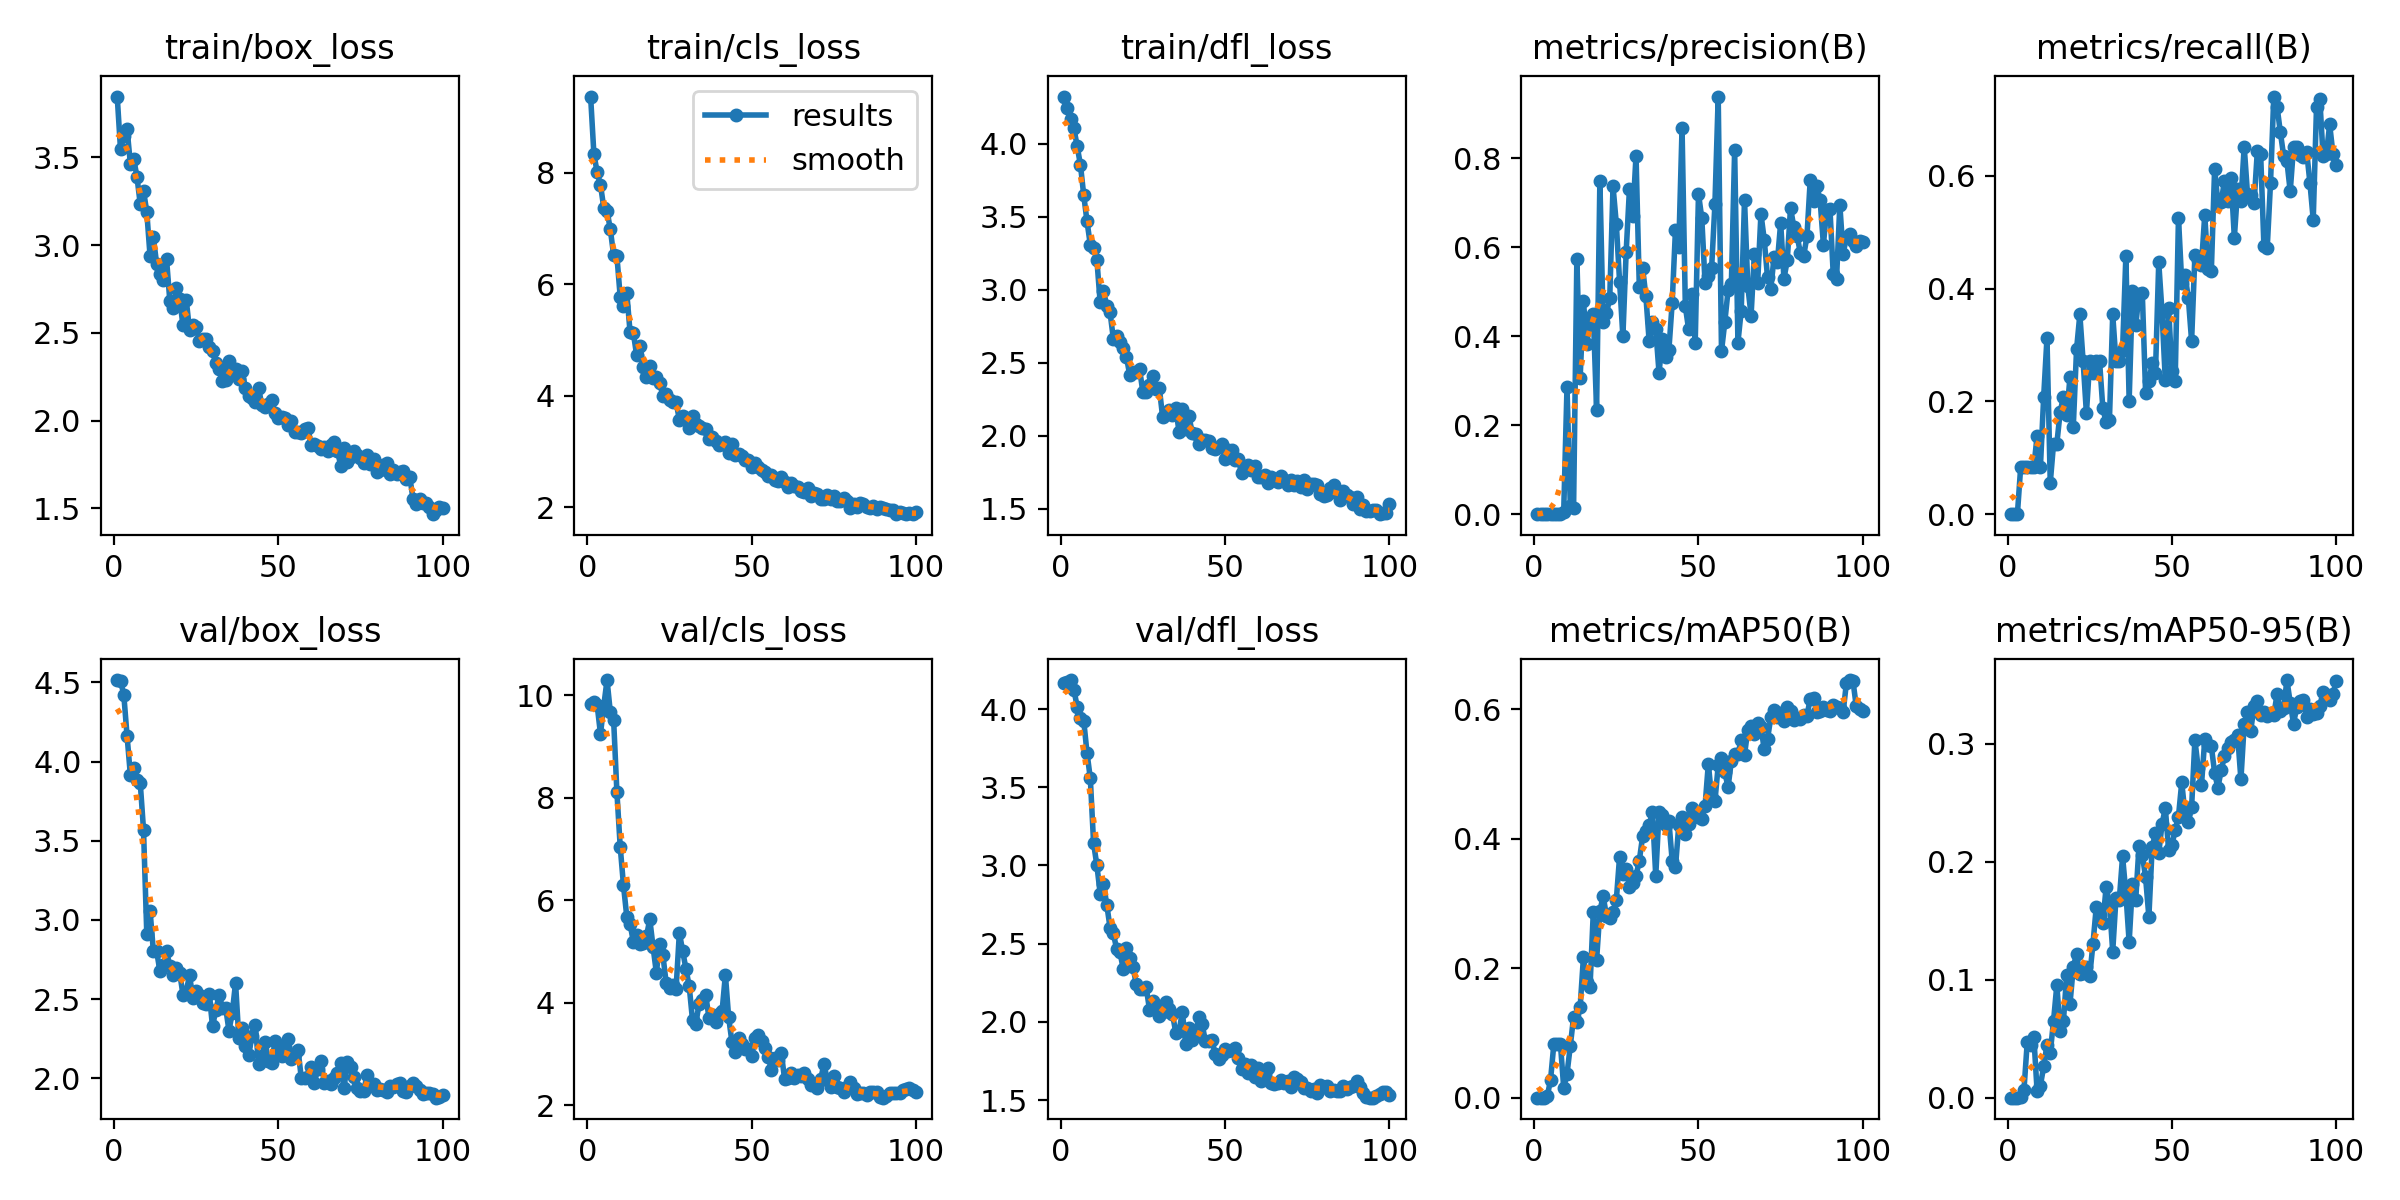 train/box_loss
3.5
3.0
2.5
2.0
1.5
0 50 100
train/cls_loss
results
smooth
8
6
4
2
0 50 100
train/dfl_loss
4.0
3.5
3.0
2.5
2.0
1.5
0 50 100
metrics/precision(B)
0.8
0.6
0.4
0.2
0.0
0 50 100
metrics/recall(B)
0.6
0.4
0.2
0.0
0 50 100
val/box_loss
4.5
4.0
3.5
3.0
2.5
2.0
0 50 100
val/cls_loss
10
8
6
4
2
0 50 100
val/dfl_loss
4.0
3.5
3.0
2.5
2.0
1.5
0 50 100
metrics/mAP50(B)
0.6
0.4
0.2
0.0
0 50 100
metrics/mAP50-95(B)
0.3
0.2
0.1
0.0
0 50 100